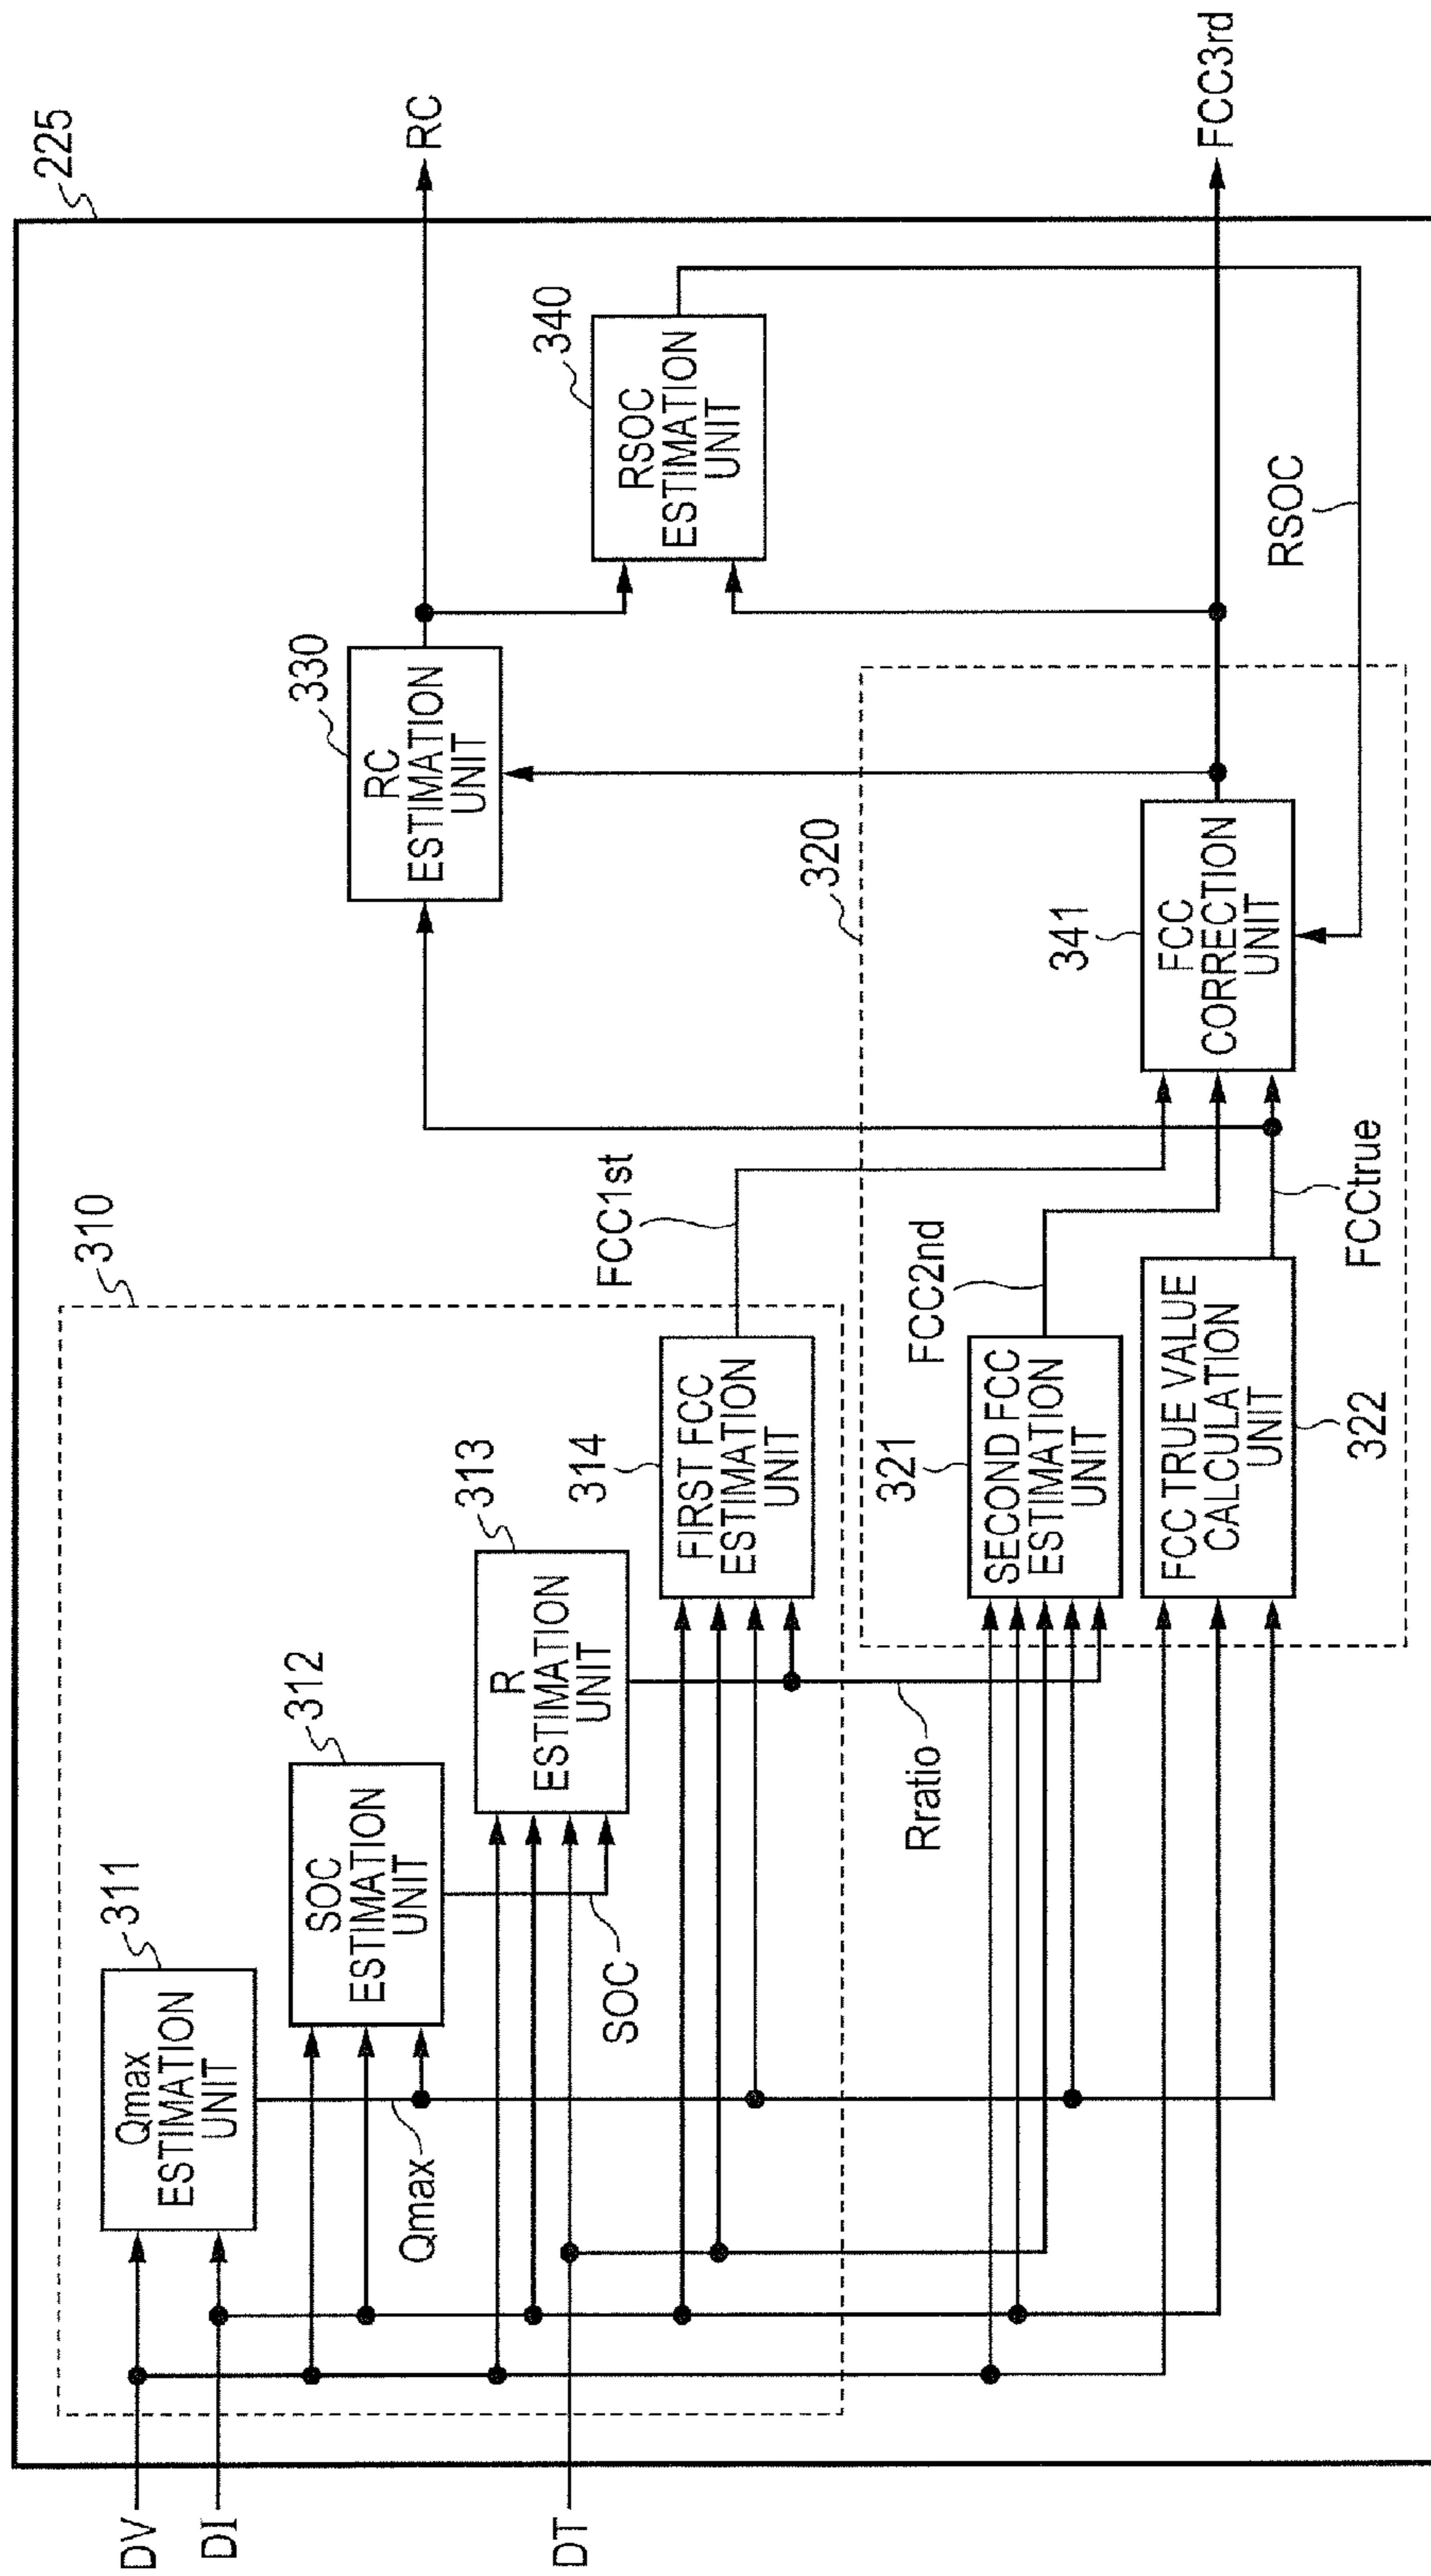 225
DV
DI
DT
310
Qmax
ESTIMATION
UNIT
311
Qmax
SOC
ESTIMATION
UNIT
312
SOC
R
ESTIMATION
UNIT
313
Rratio
FIRST FCC
ESTIMATION
UNIT
314
FCC1st
320
SECOND FCC
ESTIMATION
UNIT
321
FCC2nd
FCC TRUE VALUE
CALCULATION
UNIT
322
FCCtrue
FCC
CORRECTION
UNIT
341
RC
ESTIMATION
UNIT
330
RSOC
ESTIMATION
UNIT
340
RSOC
RC
FCC3rd